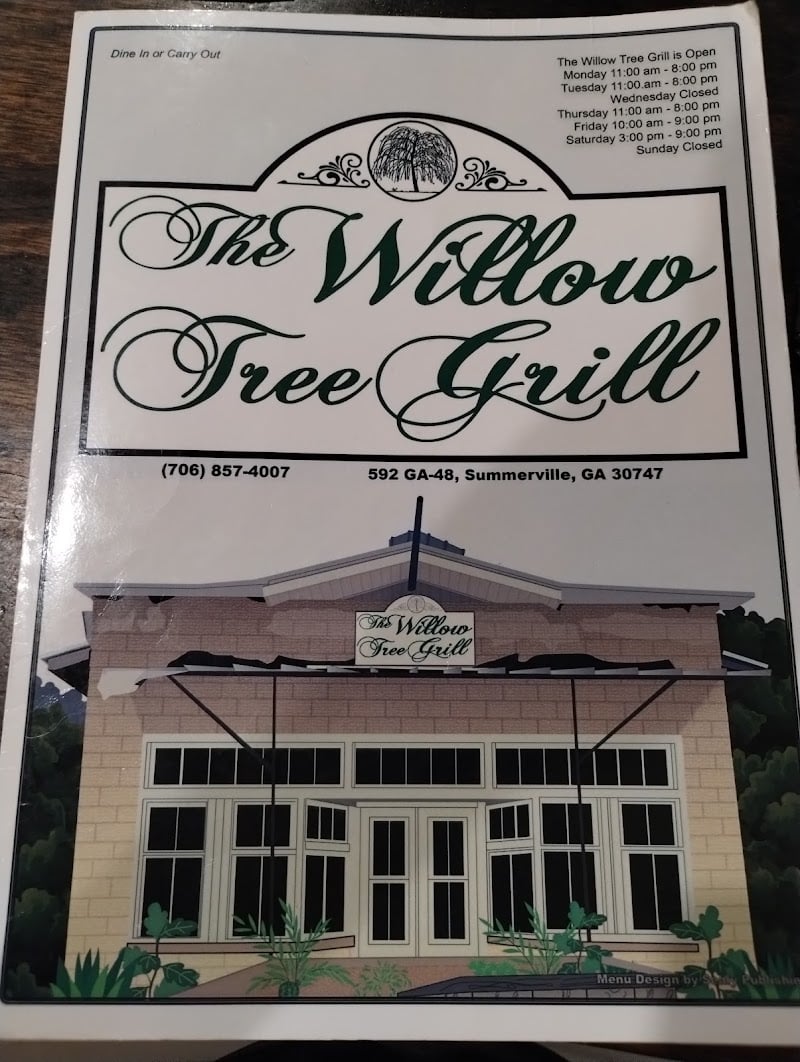 Dine In or Carry Out
The Willow Tree Grill is Open
Monday 11:00 am - 8:00 pm
Tuesday 11:00.am - 8:00 pm
Wednesday Closed
Thursday 11:00 am - 8:00 pm
Friday 10:00 am - 9:00 pm
Saturday 3:00 pm - 9:00 pm
Sunday Closed
The Willow
Tree Grill
(706) 857-4007
592 GA-48, Summerville, GA 30747
The Willow
Tree Grill
Menu Design by